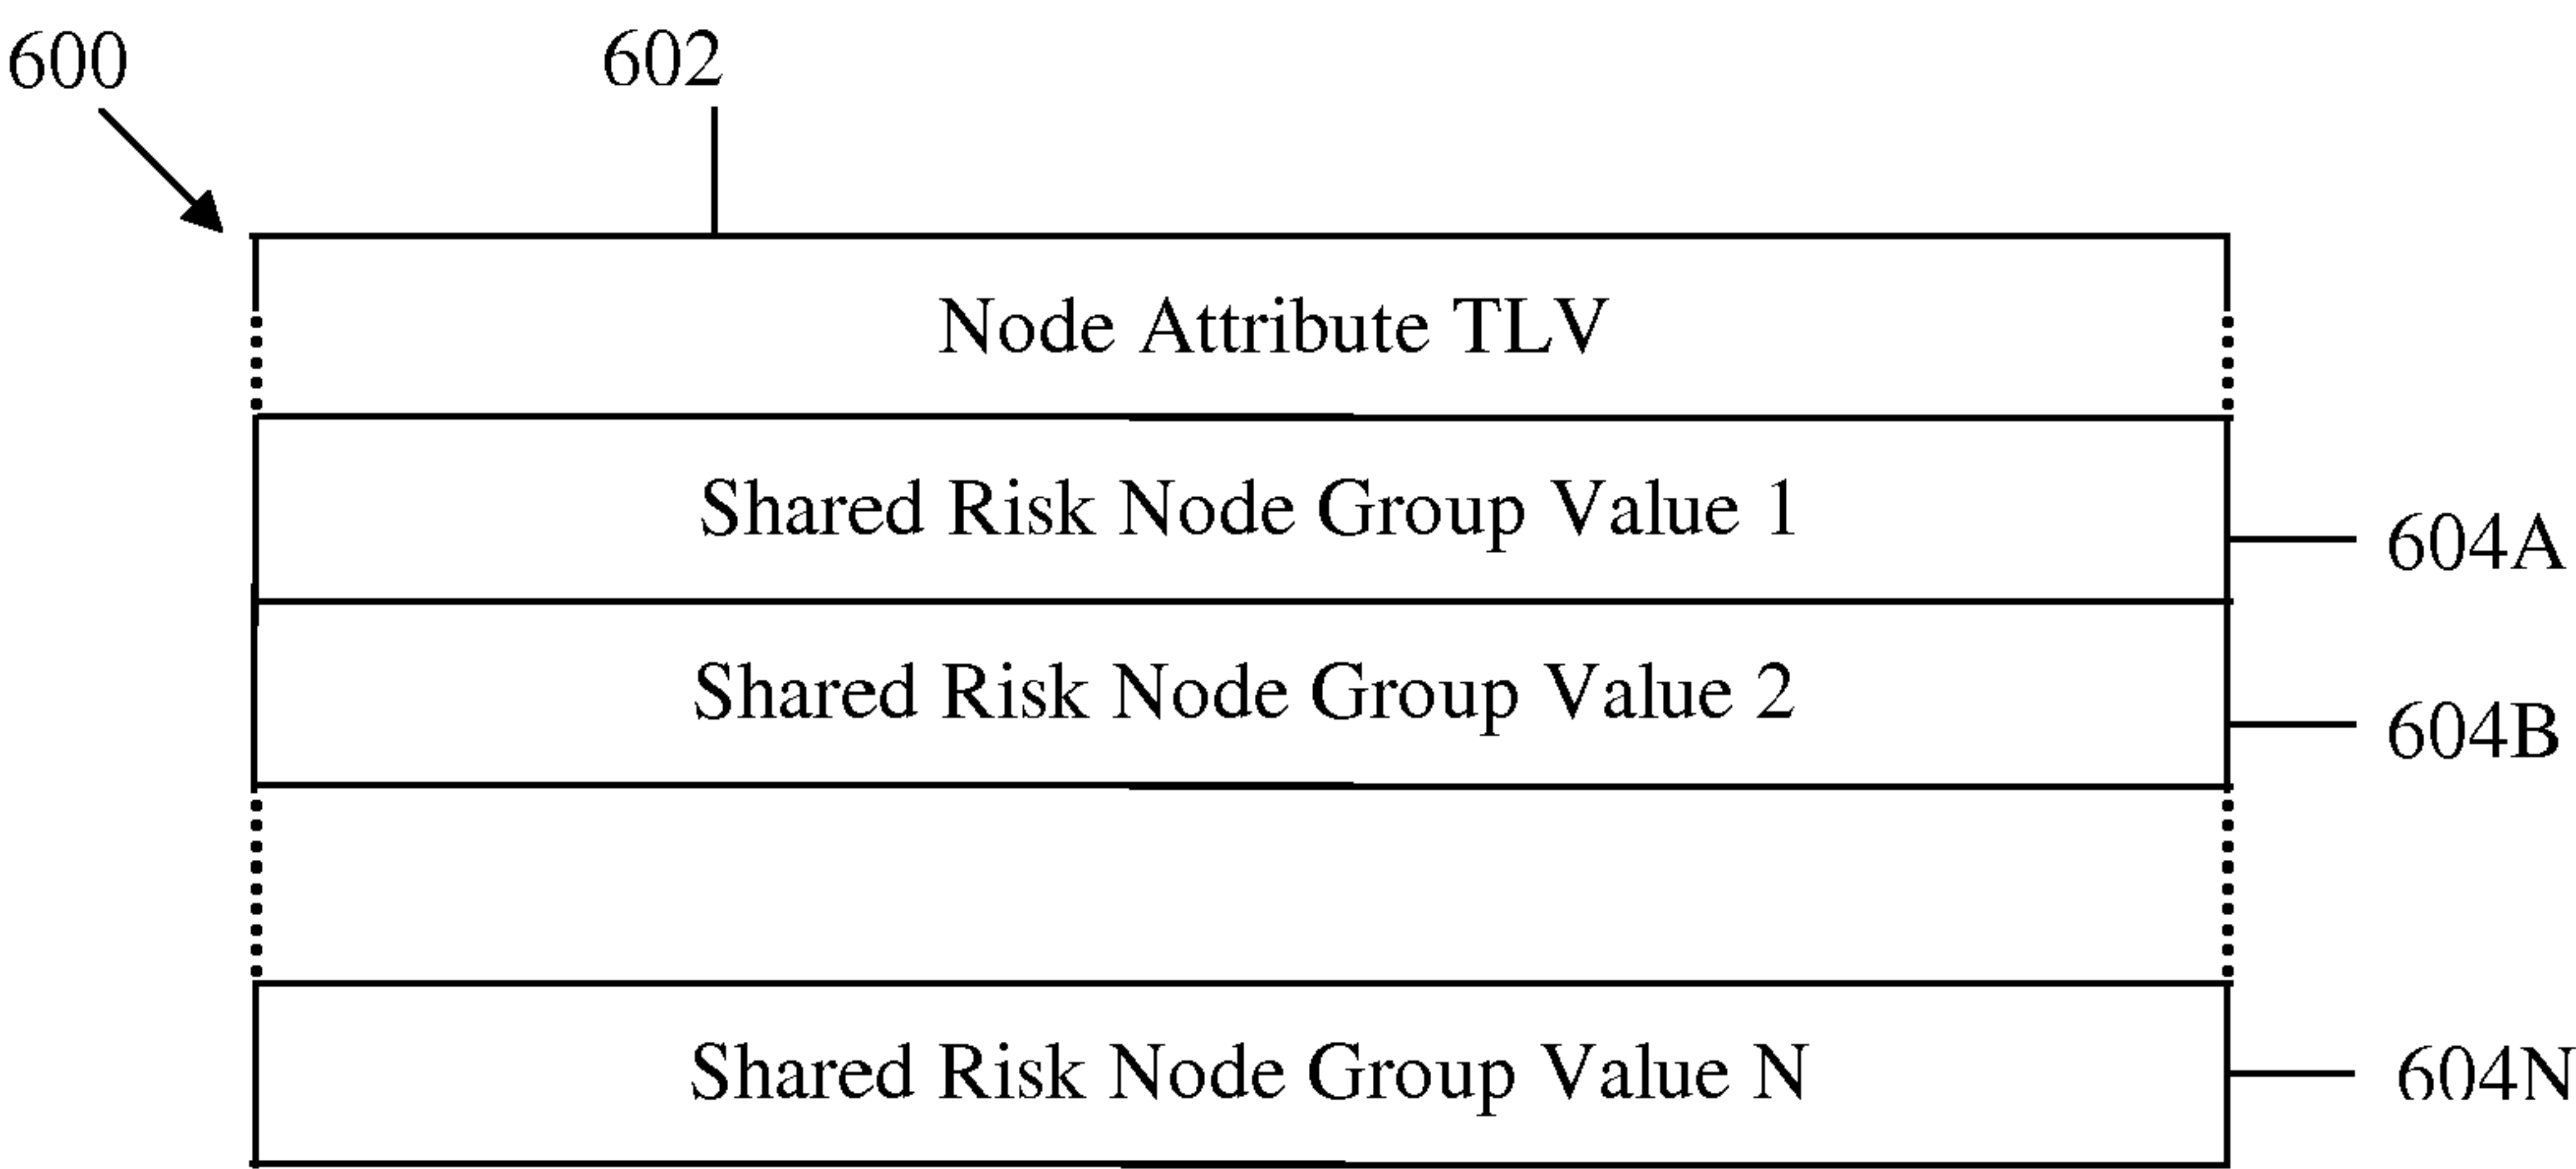 600
602
Node Attribute TLV
Shared Risk Node Group Value 1
604A
Shared Risk Node Group Value 2
604B
Shared Risk Node Group Value N
604N